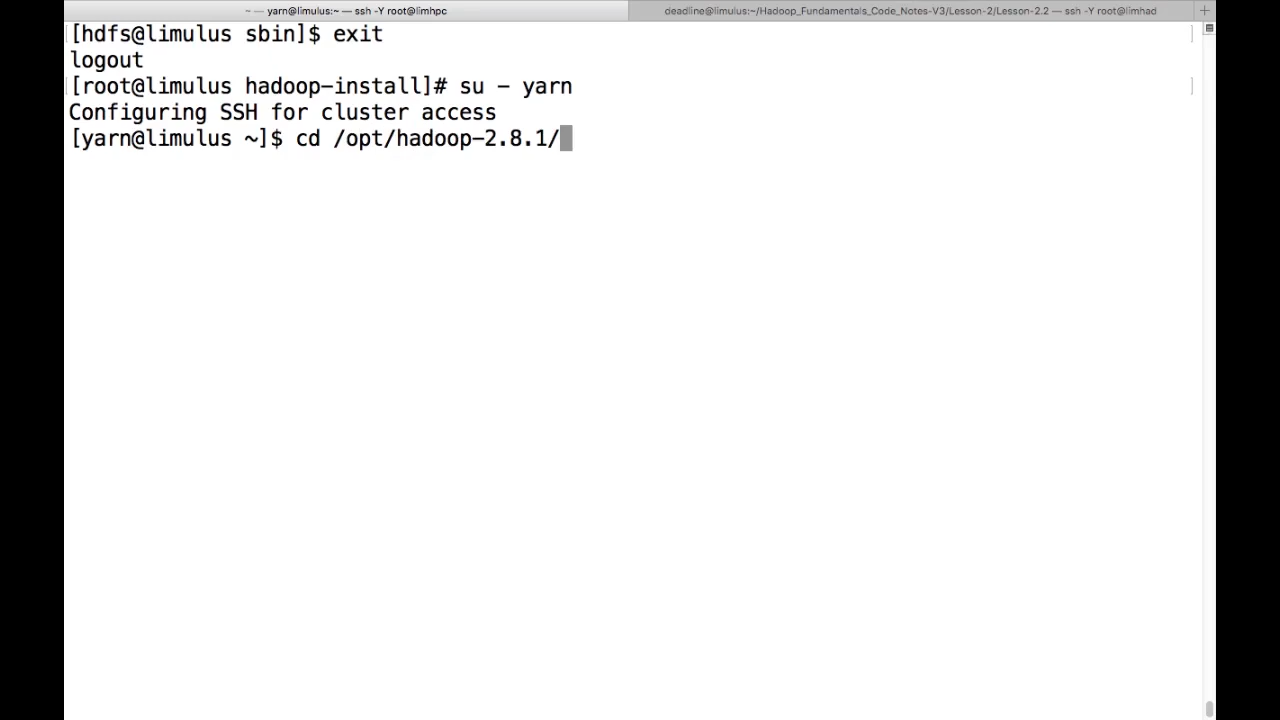 ~ — yarn@limulus:~ — ssh -Y root@limhpc
deadline@limulus:~/Hadoop_Fundamentals_Code_Notes-V3/Lesson-2/Lesson-2.2 — ssh -Y root@limhad
+
[hdfs@limulus sbin]$ exit
logout
[root@limulus hadoop-install]# su - yarn
Configuring SSH for cluster access
[yarn@limulus ~]$ cd /opt/hadoop-2.8.1/